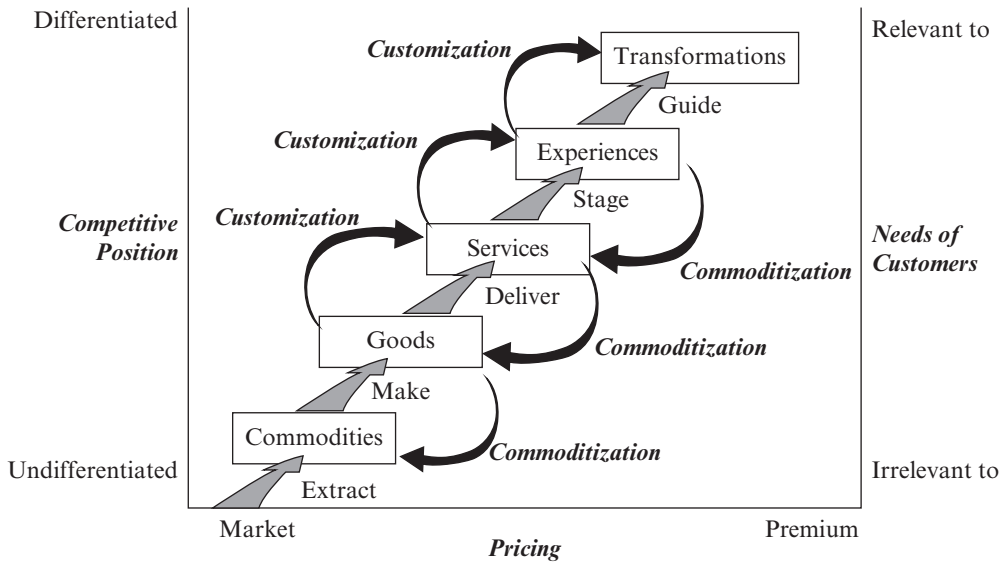 Differentiated
Relevant to
Customization
Transformations
Guide
Customization
Experiences
Stage
Customization
Competitive
Position
Needs of
Customers
Services
Commoditization
Deliver
Goods
Commoditization
Make
Commodities
Commoditization
Undifferentiated
Irrelevant to
Extract
Market
Premium
Pricing